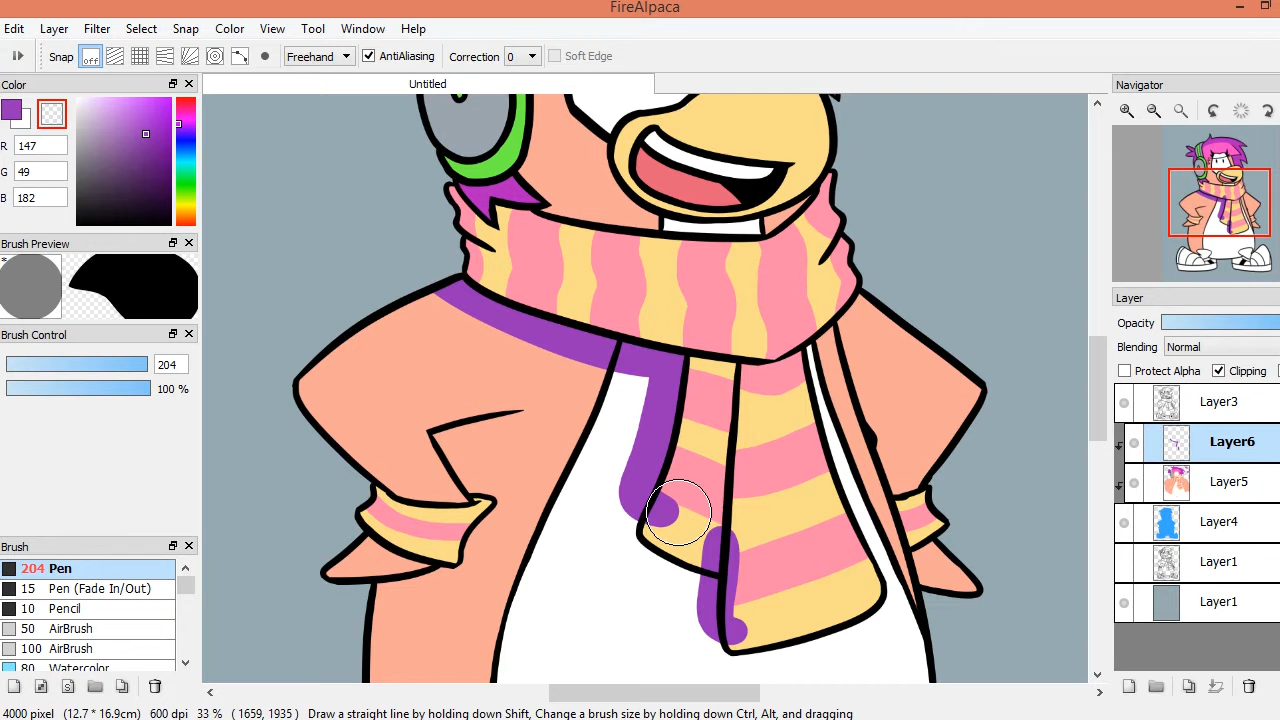 FireAlpaca
Edit Layer Filter Select Snap Color View Tool Window Help
Snap off Freehand AntiAliasing Correction 0 Soft Edge
Color
Untitled
Navigator
R 147
G 49
B 182
Brush Preview
*
Brush Control
204
100 %
Layer
Opacity
Blending Normal
Protect Alpha Clipping
Layer3
Layer6
Layer5
Layer4
Layer1
Layer1
Brush
204 Pen
15 Pen (Fade In/Out)
10 Pencil
50 AirBrush
100 AirBrush
80 Watercolor
4000 pixel (12.7 * 16.9cm) 600 dpi 33 % ( 1659, 1935 ) Draw a straight line by holding down Shift, Change a brush size by holding down Ctrl, Alt, and dragging